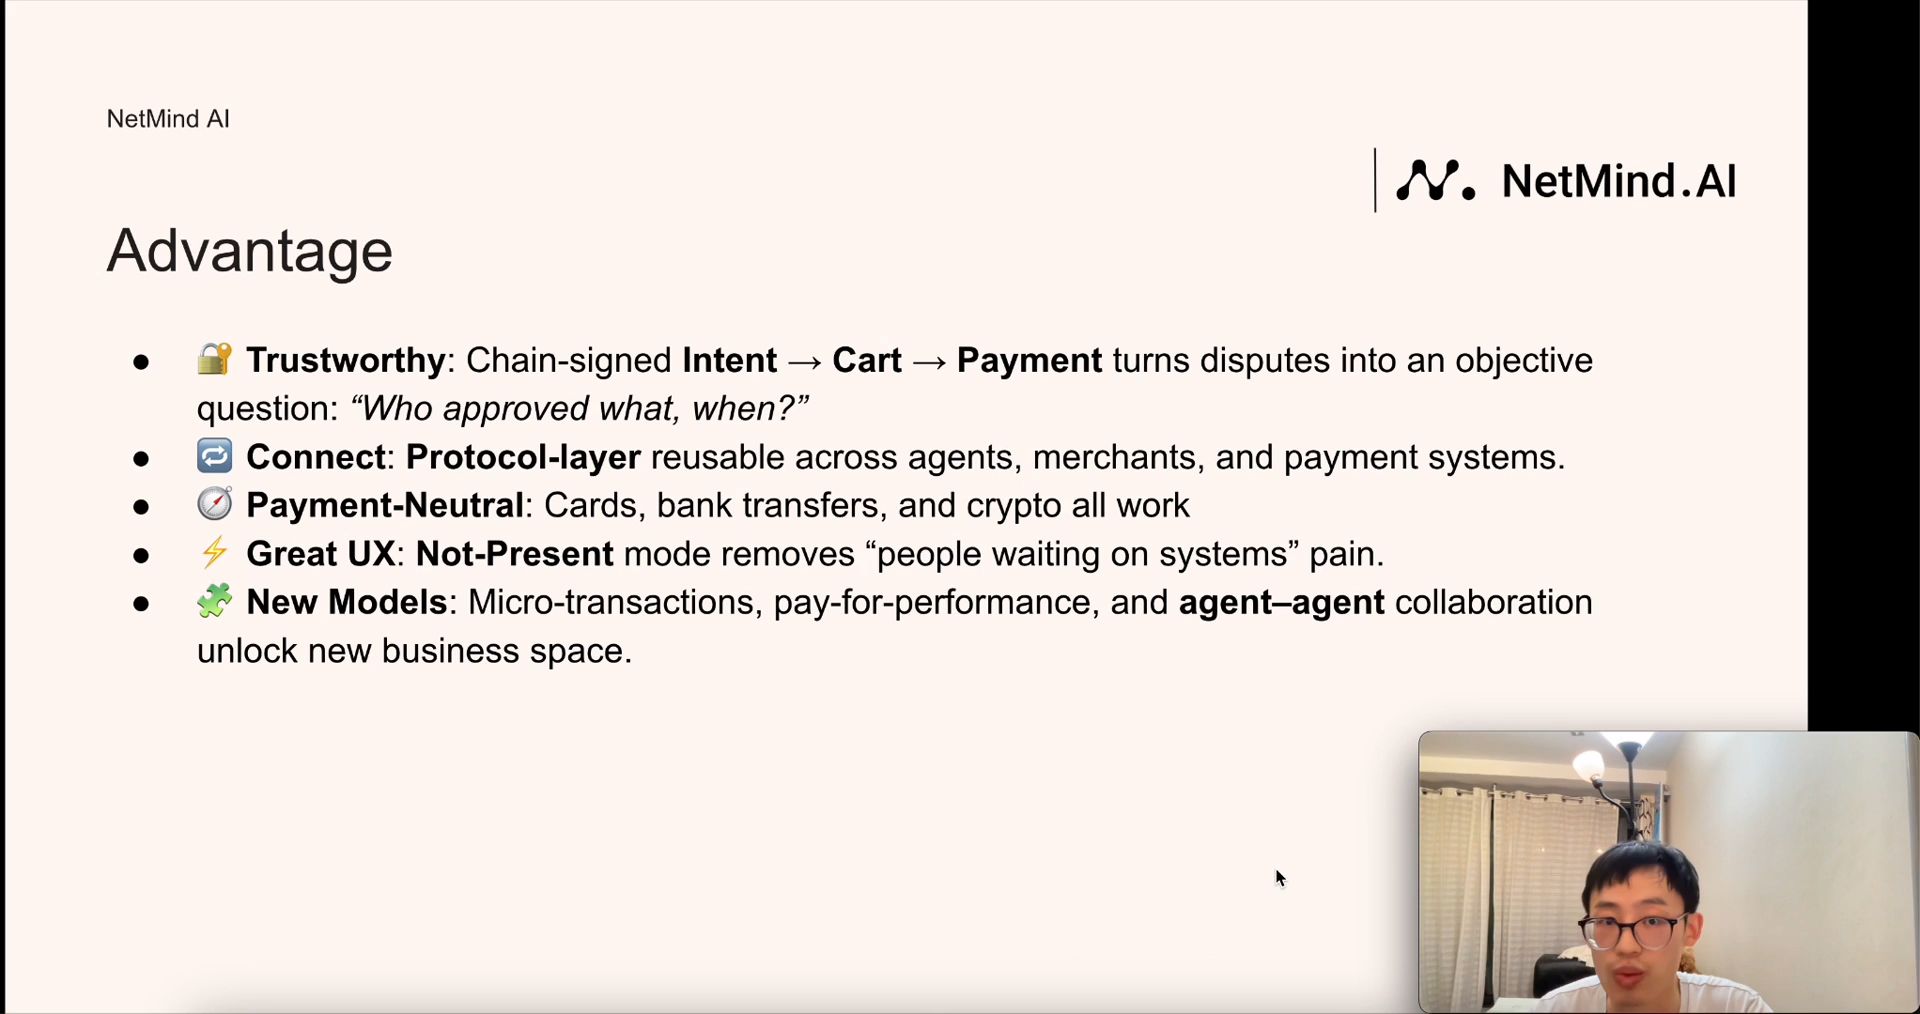 NetMind AI
NetMind.AI
Advantage
● 🔐 Trustworthy: Chain-signed Intent → Cart → Payment turns disputes into an objective
question: “Who approved what, when?”
● 🔁 Connect: Protocol-layer reusable across agents, merchants, and payment systems.
● 🧭 Payment-Neutral: Cards, bank transfers, and crypto all work
● ⚡ Great UX: Not-Present mode removes “people waiting on systems” pain.
● 🧩 New Models: Micro-transactions, pay-for-performance, and agent–agent collaboration
unlock new business space.